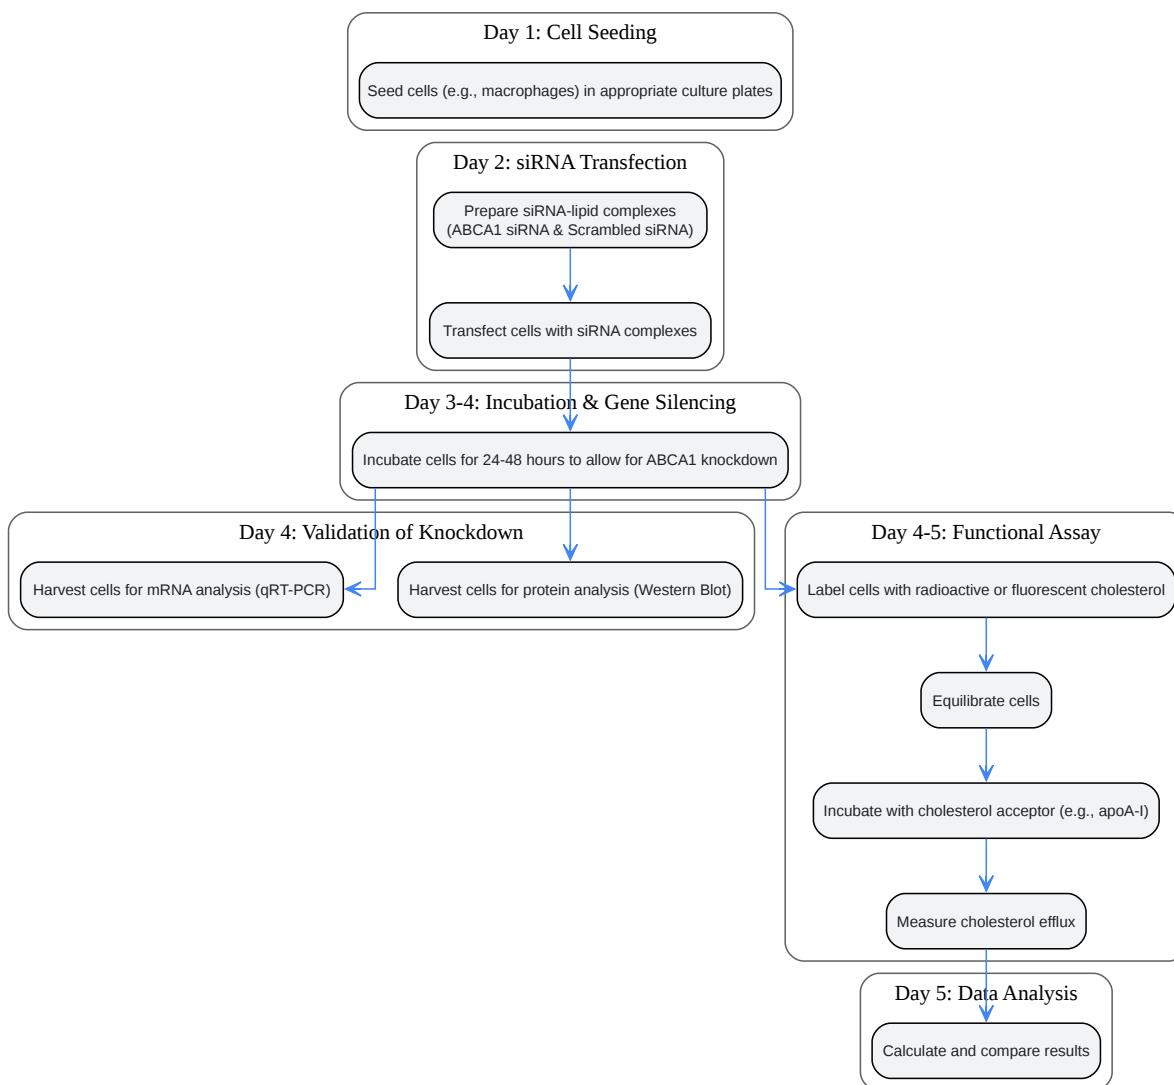 Day 1: Cell Seeding
Seed cells (e.g., macrophages) in appropriate culture plates
Day 2: siRNA Transfection
Prepare siRNA-lipid complexes
(ABCA1 siRNA & Scrambled siRNA)
Transfect cells with siRNA complexes
Day 3-4: Incubation & Gene Silencing
Incubate cells for 24-48 hours to allow for ABCA1 knockdown
Day 4: Validation of Knockdown
Harvest cells for mRNA analysis (qRT-PCR)
Harvest cells for protein analysis (Western Blot)
Day 4-5: Functional Assay
Label cells with radioactive or fluorescent cholesterol
Equilibrate cells
Incubate with cholesterol acceptor (e.g., apoA-I)
Measure cholesterol efflux
Day 5: Data Analysis
Calculate and compare results